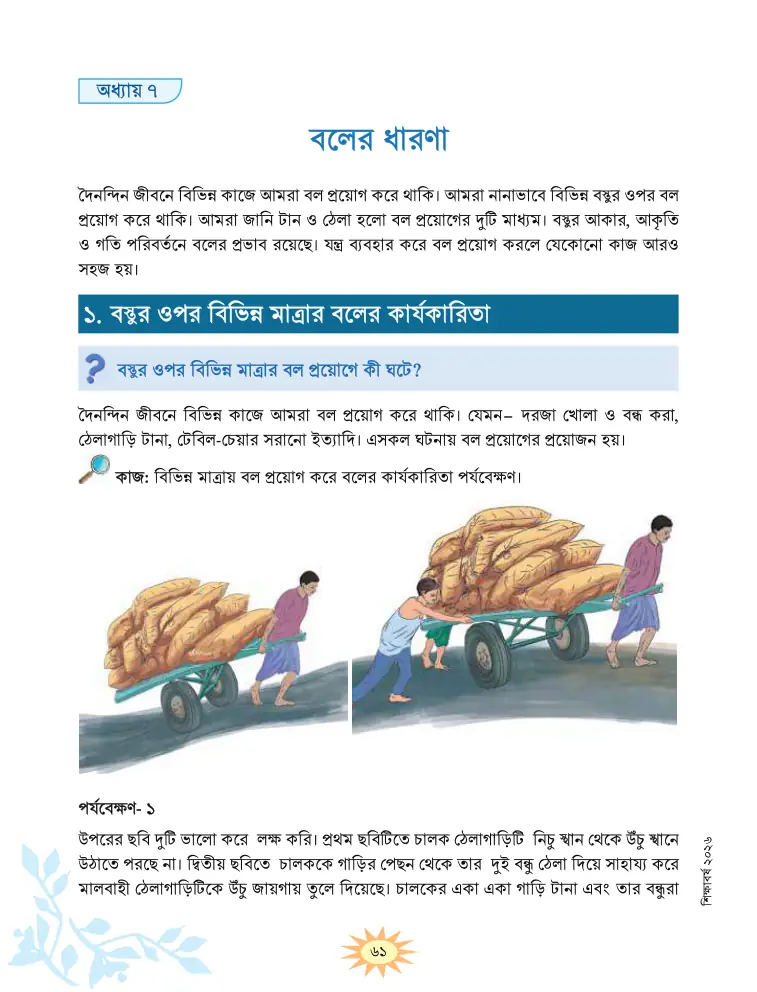 অধ্যায় ৭
বলের ধারণা
দৈনন্দিন জীবনে বিভিন্ন কাজে আমরা বল প্রয়োগ করে থাকি। আমরা নানাভাবে বিভিন্ন বস্তুর ওপর বল
প্রয়োগ করে থাকি। আমরা জানি টান ও ঠেলা হলো বল প্রয়োগের দুটি মাধ্যম। বস্তুর আকার, আকৃতি
ও গতি পরিবর্তনে বলের প্রভাব রয়েছে। যন্ত্র ব্যবহার করে বল প্রয়োগ করলে যেকোনো কাজ আরও
সহজ হয়।
১. বস্তুর ওপর বিভিন্ন মাত্রার বলের কার্যকারিতা
? বস্তুর ওপর বিভিন্ন মাত্রার বল প্রয়োগে কী ঘটে?
দৈনন্দিন জীবনে বিভিন্ন কাজে আমরা বল প্রয়োগ করে থাকি। যেমন– দরজা খোলা ও বন্ধ করা,
ঠেলাগাড়ি টানা, টেবিল-চেয়ার সরানো ইত্যাদি। এসকল ঘটনায় বল প্রয়োগের প্রয়োজন হয়।
কাজ: বিভিন্ন মাত্রায় বল প্রয়োগ করে বলের কার্যকারিতা পর্যবেক্ষণ।
পর্যবেক্ষণ- ১
উপরের ছবি দুটি ভালো করে লক্ষ করি। প্রথম ছবিটিতে চালক ঠেলাগাড়িটি নিচু স্থান থেকে উঁচু স্থানে
উঠাতে পরছে না। দ্বিতীয় ছবিতে চালককে গাড়ির পেছন থেকে তার দুই বন্ধু ঠেলা দিয়ে সাহায্য করে
মালবাহী ঠেলাগাড়িটিকে উঁচু জায়গায় তুলে দিয়েছে। চালকের একা একা গাড়ি টানা এবং তার বন্ধুরা
শিক্ষাবর্ষ ২০২৬
৬১